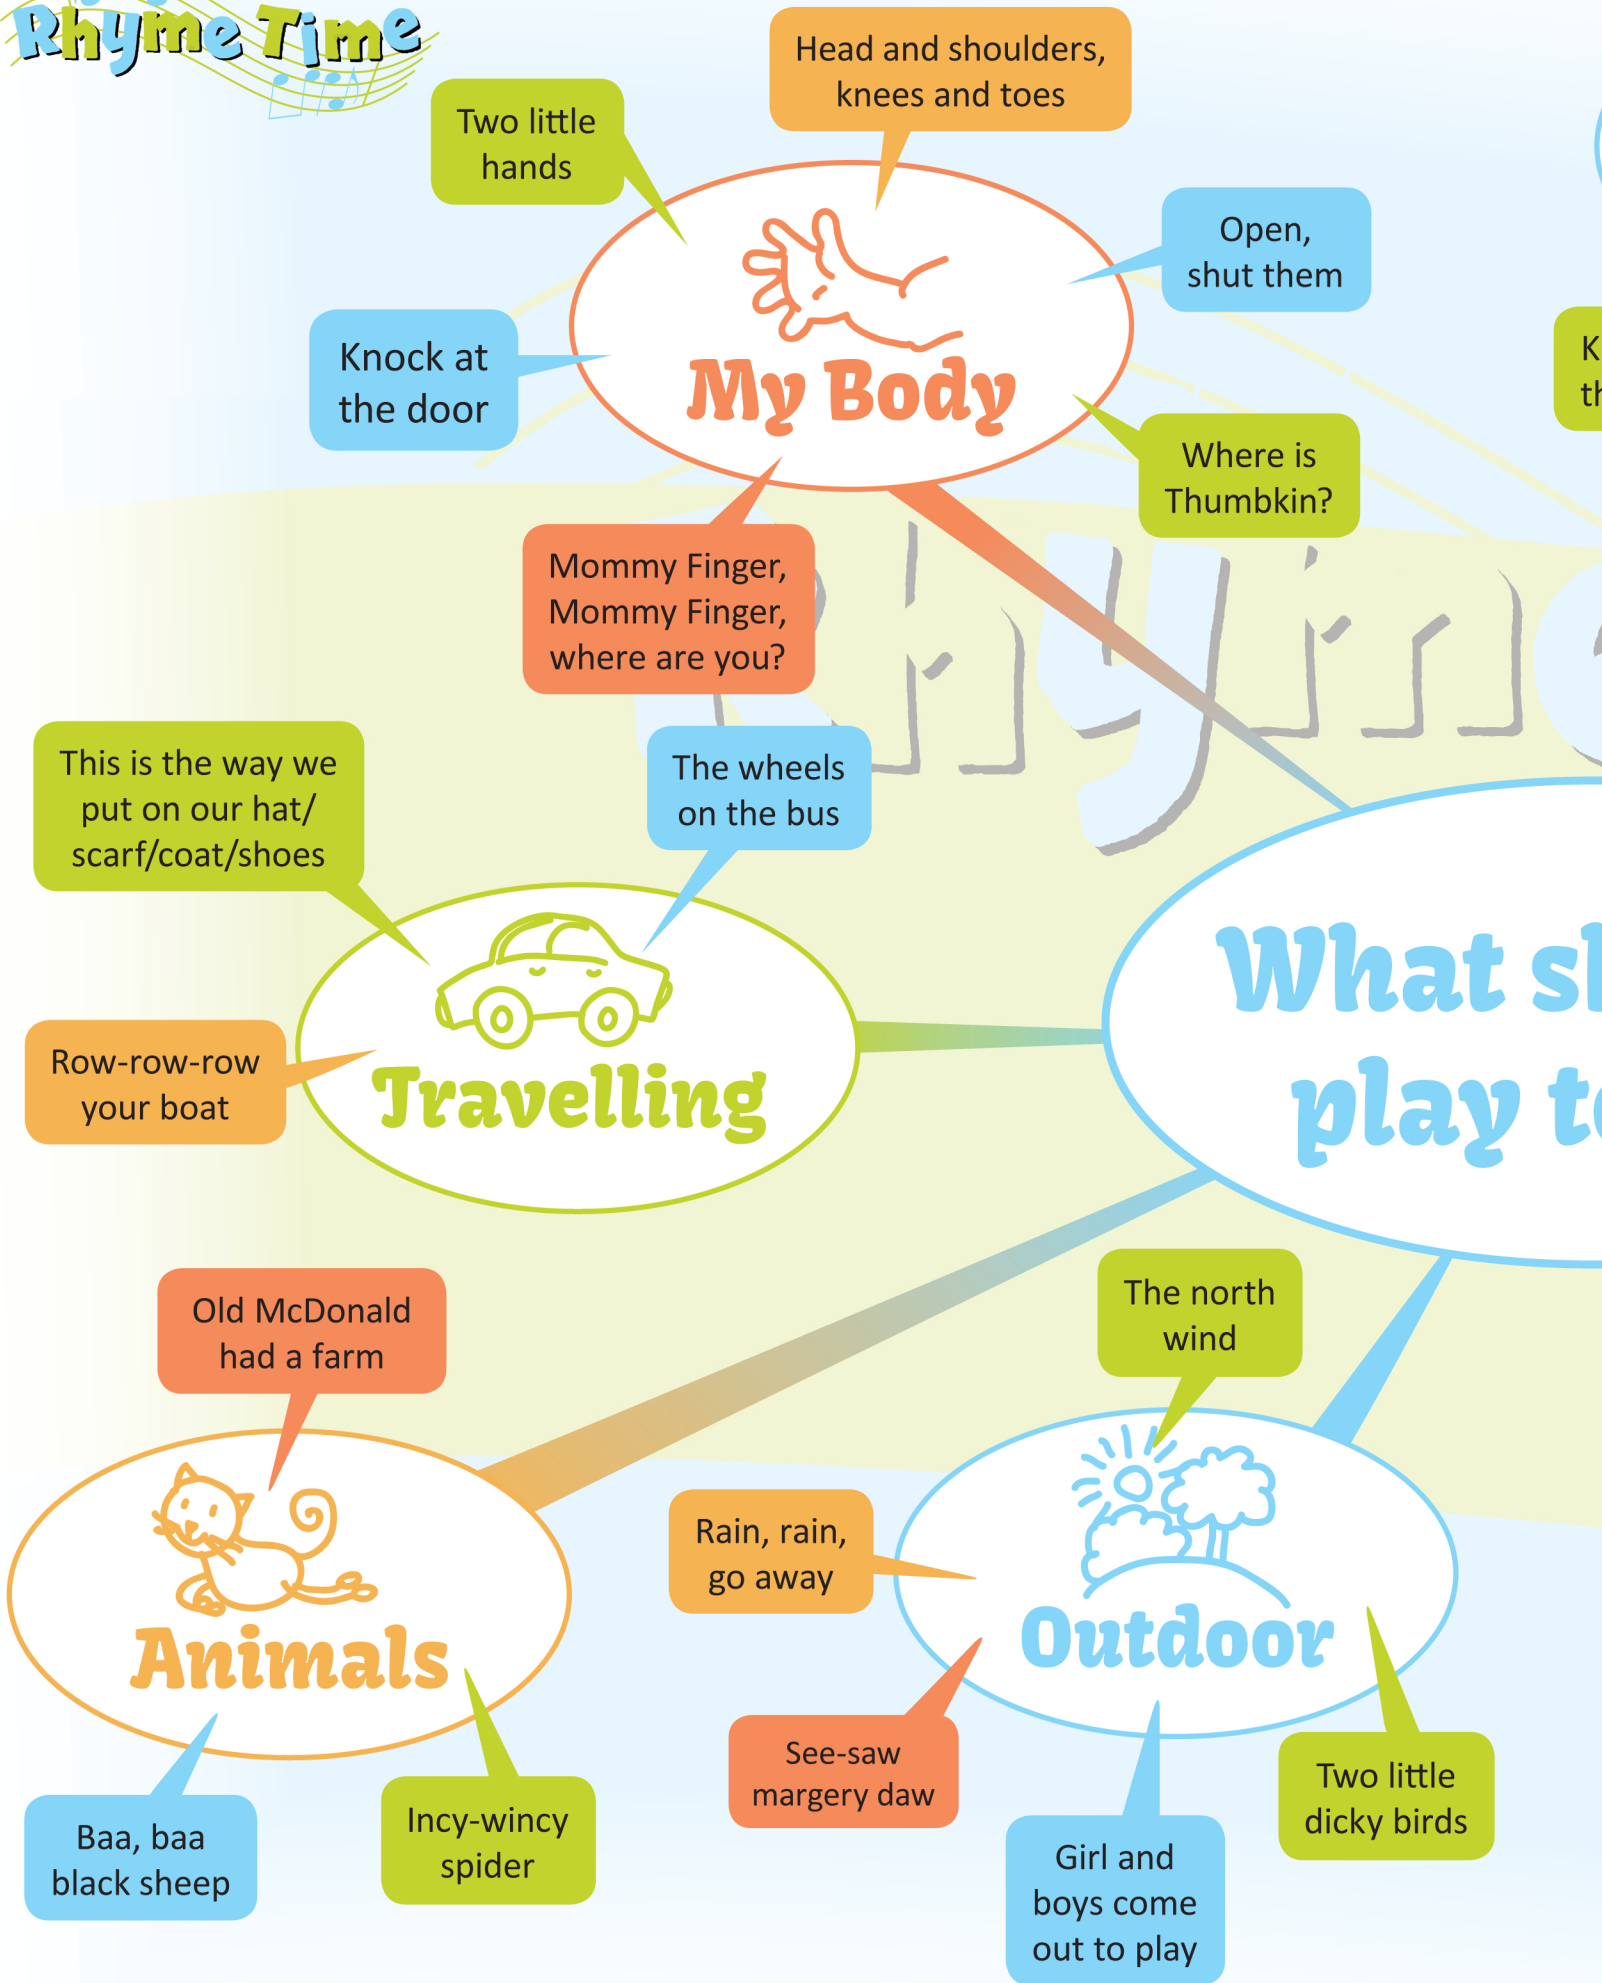 Rhyme Time
Head and shoulders,
knees and toes
Two little
hands
Open,
shut them
Knock at
the door
My Body
Where is
Thumbkin?
Mommy Finger,
Mommy Finger,
where are you?
Rhyme
This is the way we
put on our hat/
scarf/coat/shoes
The wheels
on the bus
Row-row-row
your boat
Travelling
What
play
Old McDonald
had a farm
Animals
Baa, baa
black sheep
Incy-wincy
spider
The north
wind
Rain, rain,
go away
Outdoor
See-saw
margery daw
Girl and
boys come
out to play
Two little
dicky birds